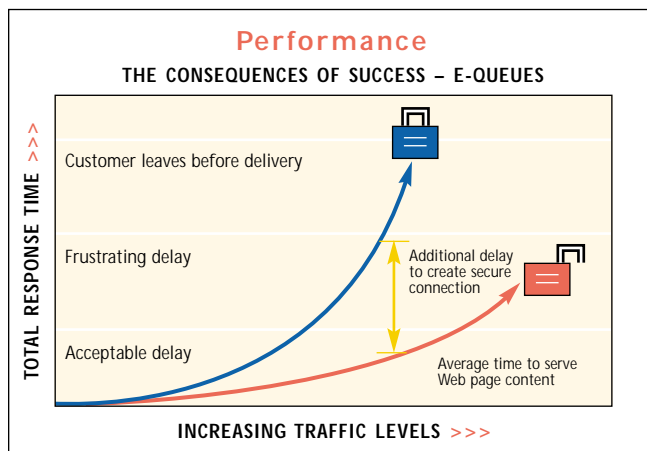 Performance
THE CONSEQUENCES OF SUCCESS – E-QUEUES
TOTAL RESPONSE TIME >>>
Customer leaves before delivery
Frustrating delay
Additional delay
to create secure
connection
Acceptable delay
Average time to serve
Web page content
INCREASING TRAFFIC LEVELS >>>